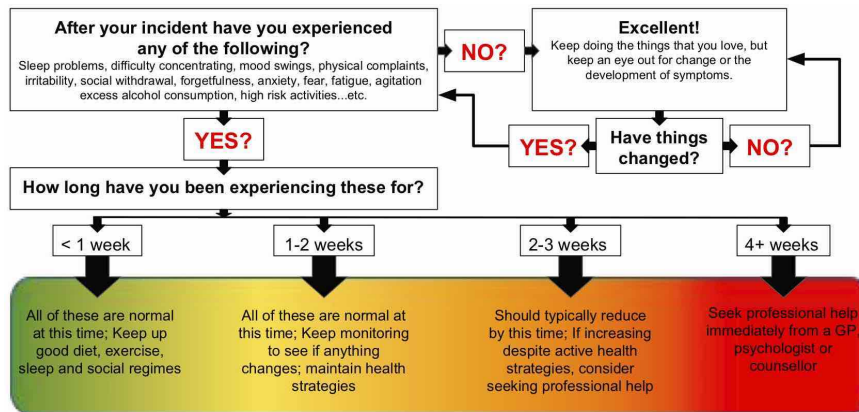 After your incident have you experienced
any of the following?
Sleep problems, difficulty concentrating, mood swings, physical complaints,
irritability, social withdrawal, forgetfulness, anxiety, fear, fatigue, agitation
excess alcohol consumption, high risk activities...etc.
NO?
Excellent!
Keep doing the things that you love, but
keep an eye out for change or the
development of symptoms.
YES?
YES?
Have things
changed?
NO?
How long have you been experiencing these for?
< 1 week
1-2 weeks
2-3 weeks
4+ weeks
All of these are normal
at this time; Keep up
good diet, exercise,
sleep and social regimes
All of these are normal at
this time; Keep monitoring
to see if anything
changes; maintain health
strategies
Should typically reduce
by this time; If increasing
despite active health
strategies, consider
seeking professional help
Seek professional help
immediately from a GP,
psychologist or
counsellor